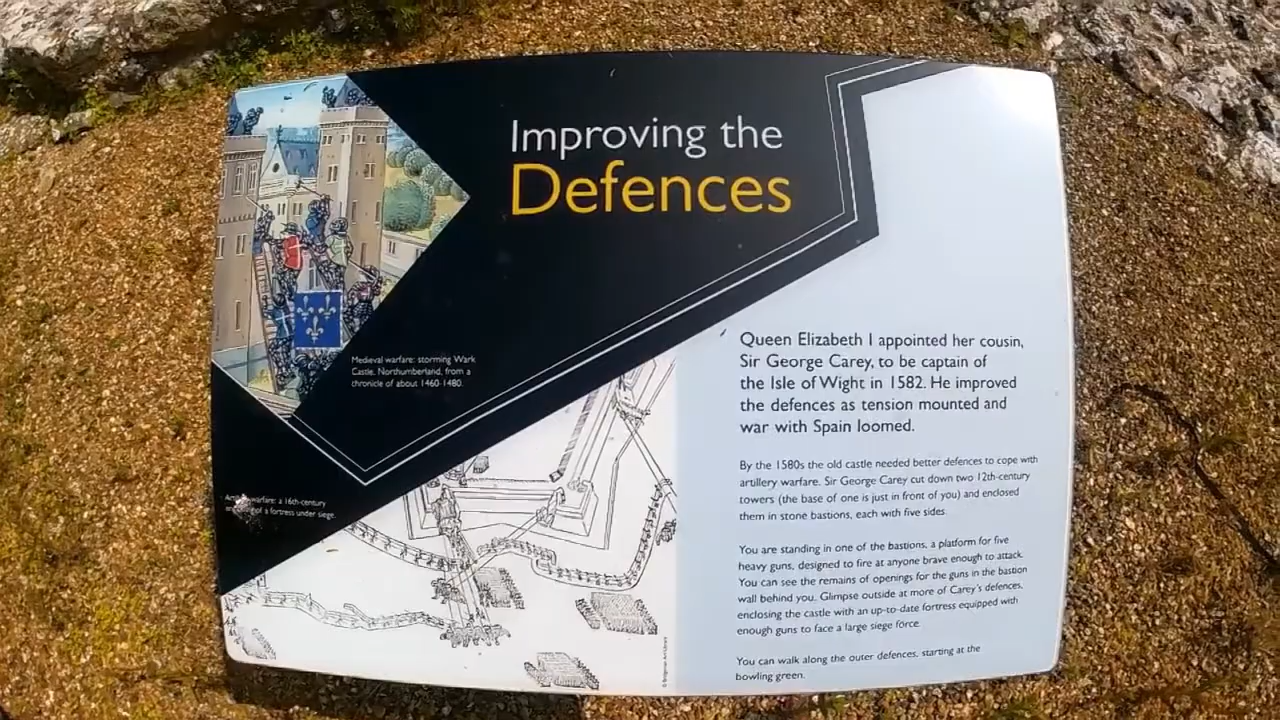 Improving the
Defences
Medieval warfare: storming Wark
Castle, Northumberland, from a
chronicle of about 1460-1480.
warfare: a 16th-century
of a fortress under siege.
Queen Elizabeth I appointed her cousin,
Sir George Carey, to be captain of
the Isle of Wight in 1582. He improved
the defences as tension mounted and
war with Spain loomed.
By the 1580s the old castle needed better defences to cope with
artillery warfare. Sir George Carey cut down two 12th-century
towers (the base of one is just in front of you) and enclosed
them in stone bastions, each with five sides.
You are standing in one of the bastions, a platform for five
heavy guns, designed to fire at anyone brave enough to attack.
You can see the remains of openings for the guns in the bastion
wall behind you. Glimpse outside at more of Carey's defences,
enclosing the castle with an up-to-date fortress equipped with
enough guns to face a large siege force.
You can walk along the outer defences, starting at the
bowling green.
© Bridgeman Art Library